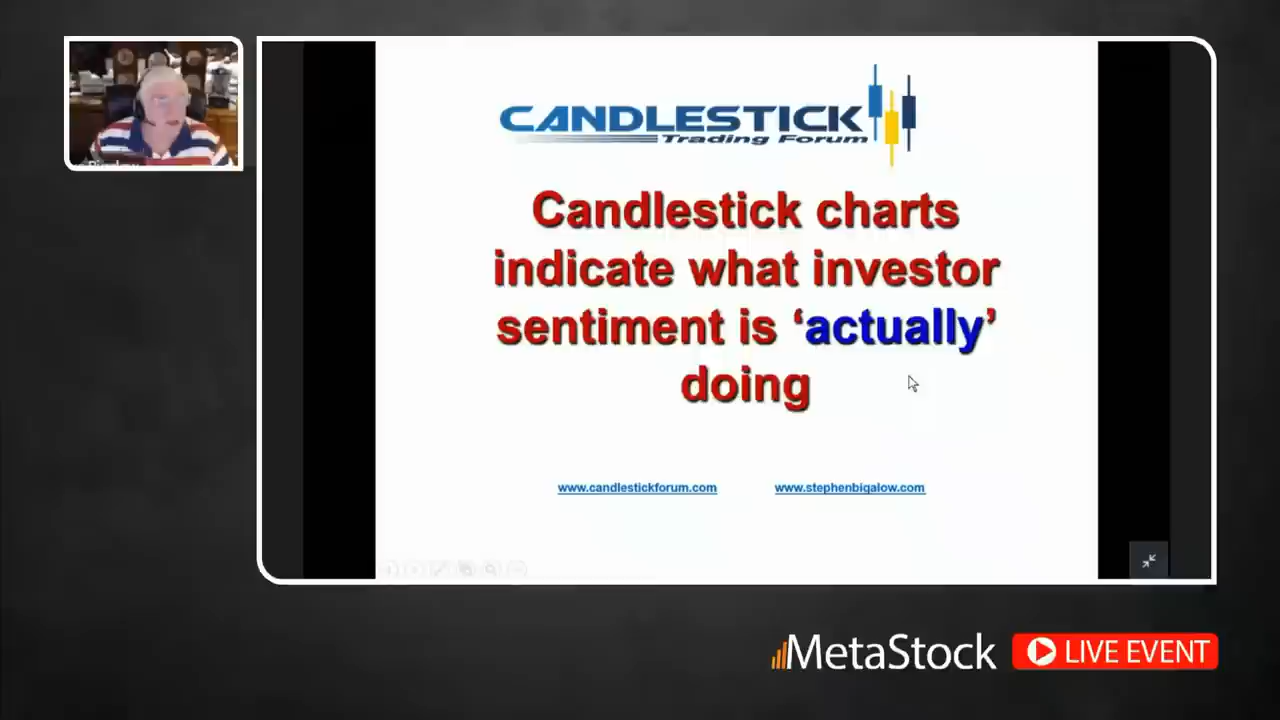 CANDLESTICK
Trading Forum
Candlestick charts
indicate what investor
sentiment is ‘actually’
doing
www.candlestickforum.com
www.stephenbigalow.com
MetaStock
LIVE EVENT